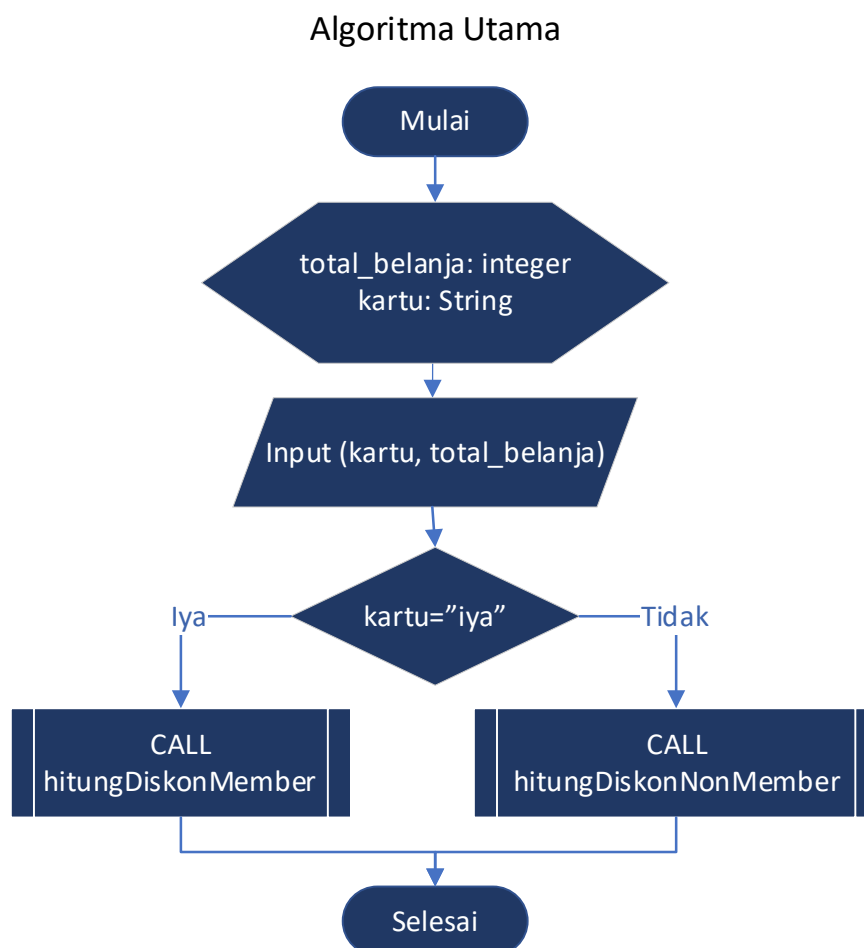 Algoritma Utama
Mulai
total_belanja: integer
kartu: String
Input (kartu, total_belanja)
kartu=”iya”
Iya
Tidak
CALL
hitungDiskonMember
CALL
hitungDiskonNonMember
Selesai